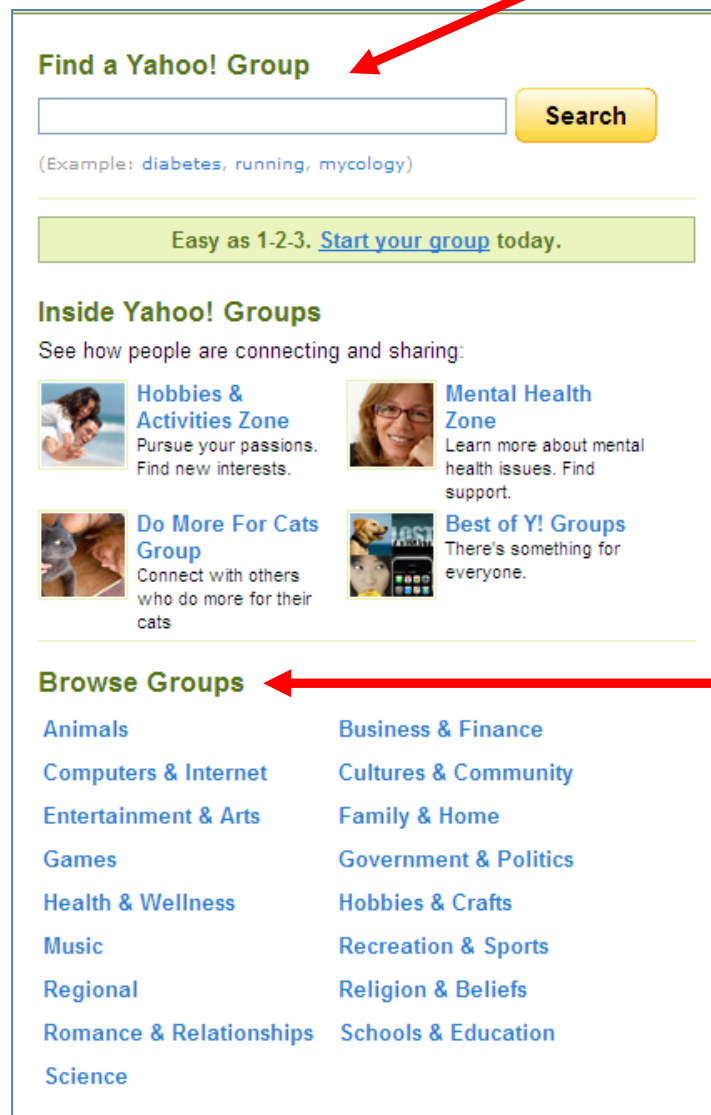 Find a Yahoo! Group
Search
(Example: diabetes, running, mycology)
Easy as 1-2-3. Start your group today.
Inside Yahoo! Groups
See how people are connecting and sharing:
Hobbies &
Activities Zone
Pursue your passions.
Find new interests.
Mental Health
Zone
Learn more about mental
health issues. Find
support.
Do More For Cats
Group
Connect with others
who do more for their
cats
LOST
Best of Y! Groups
There's something for
everyone.
Browse Groups
Animals
Business & Finance
Computers & Internet
Cultures & Community
Entertainment & Arts
Family & Home
Games
Government & Politics
Health & Wellness
Hobbies & Crafts
Music
Recreation & Sports
Regional
Religion & Beliefs
Romance & Relationships
Schools & Education
Science